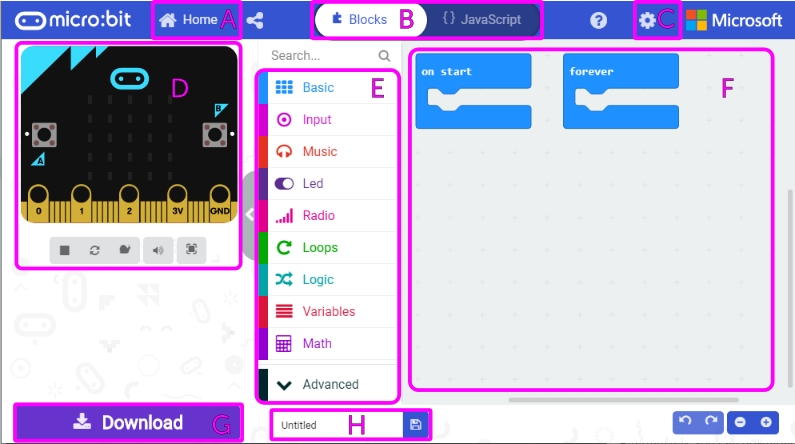 micro:bit Home A Blocks B {} JavaScript ? C Microsoft
D
B
A
0 1 2 3V GND
Search...
E
Basic
Input
Music
Led
Radio
Loops
Logic
Variables
Math
Advanced
on start forever
F
Download G
Untitled H